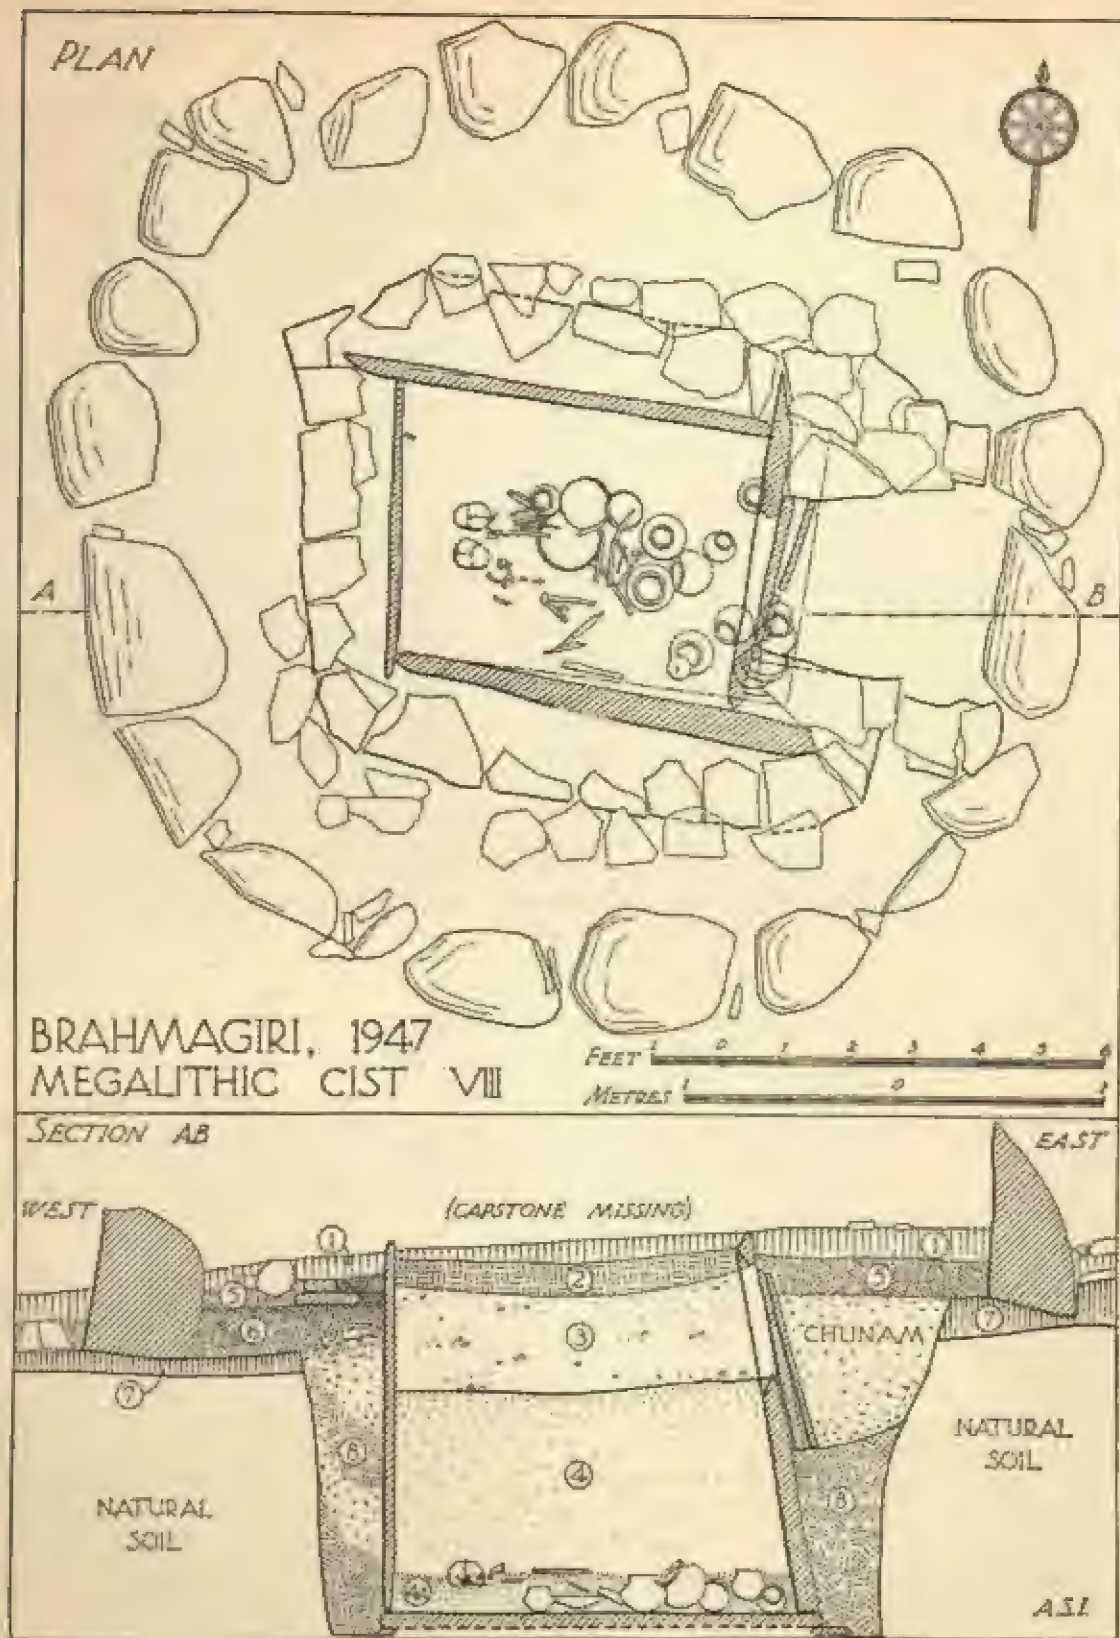 PLAN
A
B
BRAHMAGIRI, 1947
MEGALITHIC CIST VIII
FEET 1 0 1 2 3 4 5 6
METRES 1 0 1
SECTION AB
EAST
WEST
(CAPSTONE MISSING)
1
1
2
5
5
6
3
CHUNAM
7
7
8
4
NATURAL
SOIL
8
NATURAL
SOIL
A.S.I.